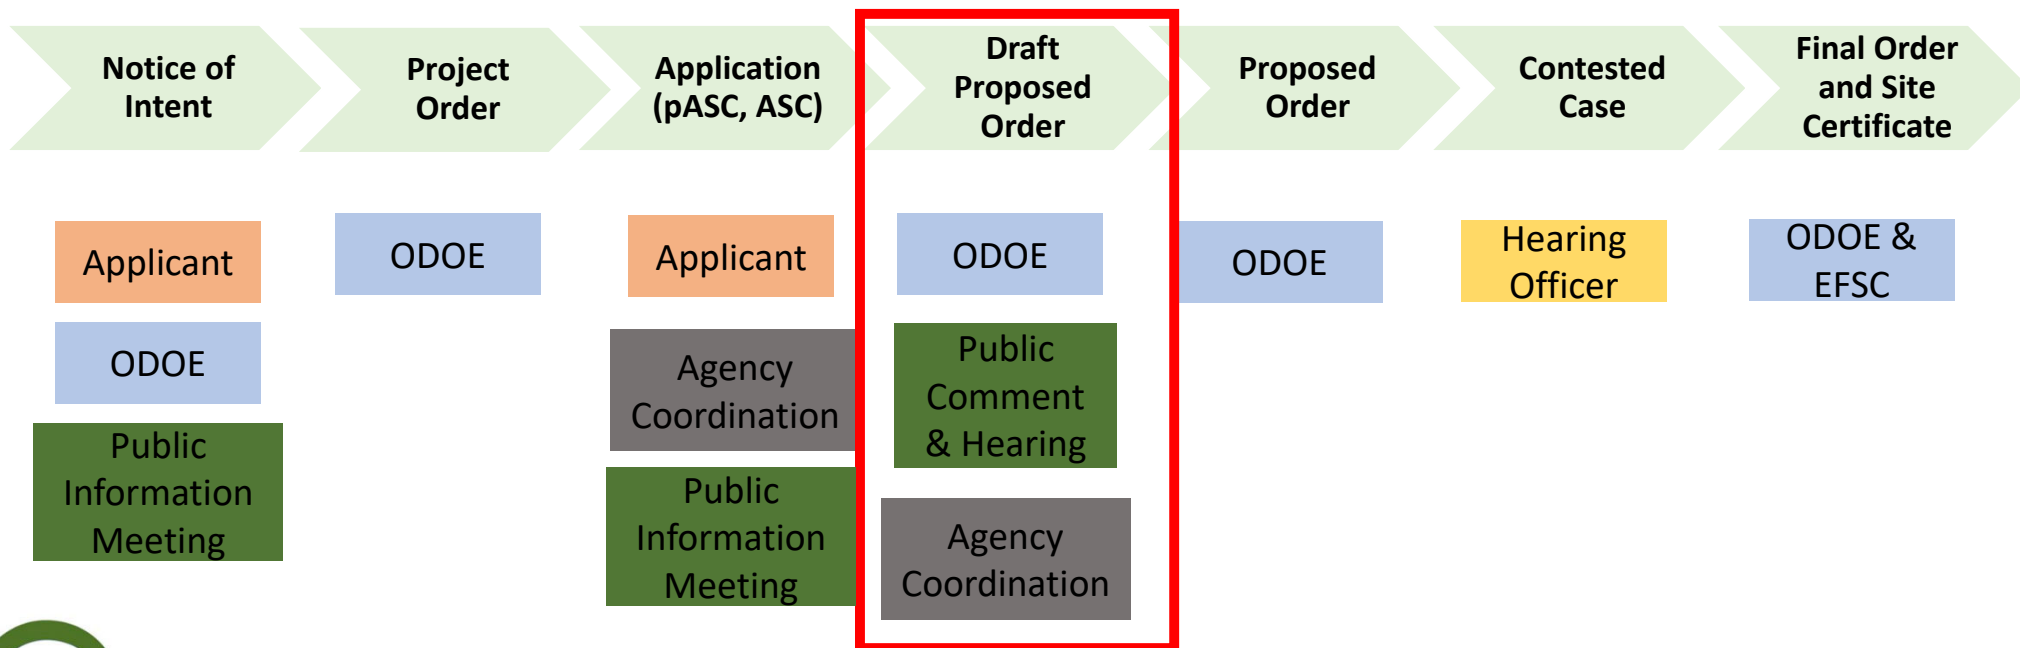 Notice of
Intent
Project
Order
Application
(pASC, ASC)
Draft
Proposed
Order
Proposed
Order
Contested
Case
Final Order
and Site
Certificate
Applicant
ODOE
Public
Information
Meeting
ODOE
Applicant
Agency
Coordination
Public
Information
Meeting
ODOE
Public
Comment
& Hearing
Agency
Coordination
ODOE
Hearing
Officer
ODOE &
EFSC